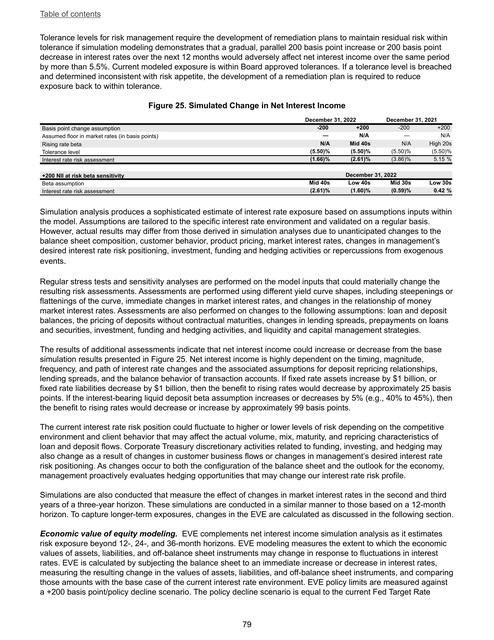 Table of contents
Tolerance levels for risk management require the development of remediation plans to maintain residual risk within
tolerance if simulation modeling demonstrates that a gradual, parallel 200 basis point increase or 200 basis point
decrease in interest rates over the next 12 months would adversely affect net interest income over the same period
by more than 5.5%. Current modeled exposure is within Board approved tolerances. If a tolerance level is breached
and determined inconsistent with risk appetite, the development of a remediation plan is required to reduce
exposure back to within tolerance.
Figure 25. Simulated Change in Net Interest Income
December 31, 2022 December 31, 2021
Basis point change assumption -200 +200 -200 +200
Assumed floor in market rates (in basis points) — N/A — N/A
Rising rate beta N/A Mid 40s N/A High 20s
Tolerance level (5.50)% (5.50)% (5.50)% (5.50)%
Interest rate risk assessment (1.66)% (2.61)% (3.86)% 5.15 %
+200 NII at risk beta sensitivity December 31, 2022
Beta assumption Mid 40s Low 40s Mid 30s Low 30s
Interest rate risk assessment (2.61)% (1.60)% (0.59)% 0.42 %
Simulation analysis produces a sophisticated estimate of interest rate exposure based on assumptions inputs within
the model. Assumptions are tailored to the specific interest rate environment and validated on a regular basis.
However, actual results may differ from those derived in simulation analyses due to unanticipated changes to the
balance sheet composition, customer behavior, product pricing, market interest rates, changes in management's
desired interest rate risk positioning, investment, funding and hedging activities or repercussions from exogenous
events.
Regular stress tests and sensitivity analyses are performed on the model inputs that could materially change the
resulting risk assessments. Assessments are performed using different yield curve shapes, including steepenings or
flattenings of the curve, immediate changes in market interest rates, and changes in the relationship of money
market interest rates. Assessments are also performed on changes to the following assumptions: loan and deposit
balances, the pricing of deposits without contractual maturities, changes in lending spreads, prepayments on loans
and securities, investment, funding and hedging activities, and liquidity and capital management strategies.
The results of additional assessments indicate that net interest income could increase or decrease from the base
simulation results presented in Figure 25. Net interest income is highly dependent on the timing, magnitude,
frequency, and path of interest rate changes and the associated assumptions for deposit repricing relationships,
lending spreads, and the balance behavior of transaction accounts. If fixed rate assets increase by $1 billion, or
fixed rate liabilities decrease by $1 billion, then the benefit to rising rates would decrease by approximately 25 basis
points. If the interest-bearing liquid deposit beta assumption increases or decreases by 5% (e.g., 40% to 45%), then
the benefit to rising rates would decrease or increase by approximately 99 basis points.
The current interest rate risk position could fluctuate to higher or lower levels of risk depending on the competitive
environment and client behavior that may affect the actual volume, mix, maturity, and repricing characteristics of
loan and deposit flows. Corporate Treasury discretionary activities related to funding, investing, and hedging may
also change as a result of changes in customer business flows or changes in management's desired interest rate
risk positioning. As changes occur to both the configuration of the balance sheet and the outlook for the economy,
management proactively evaluates hedging opportunities that may change our interest rate risk profile.
Simulations are also conducted that measure the effect of changes in market interest rates in the second and third
years of a three-year horizon. These simulations are conducted in a similar manner to those based on a 12-month
horizon. To capture longer-term exposures, changes in the EVE are calculated as discussed in the following section.
Economic value of equity modeling. EVE complements net interest income simulation analysis as it estimates
risk exposure beyond 12-, 24-, and 36-month horizons. EVE modeling measures the extent to which the economic
values of assets, liabilities, and off-balance sheet instruments may change in response to fluctuations in interest
rates. EVE is calculated by subjecting the balance sheet to an immediate increase or decrease in interest rates,
measuring the resulting change in the values of assets, liabilities, and off-balance sheet instruments, and comparing
those amounts with the base case of the current interest rate environment. EVE policy limits are measured against
a +200 basis point/policy decline scenario. The policy decline scenario is equal to the current Fed Target Rate
79